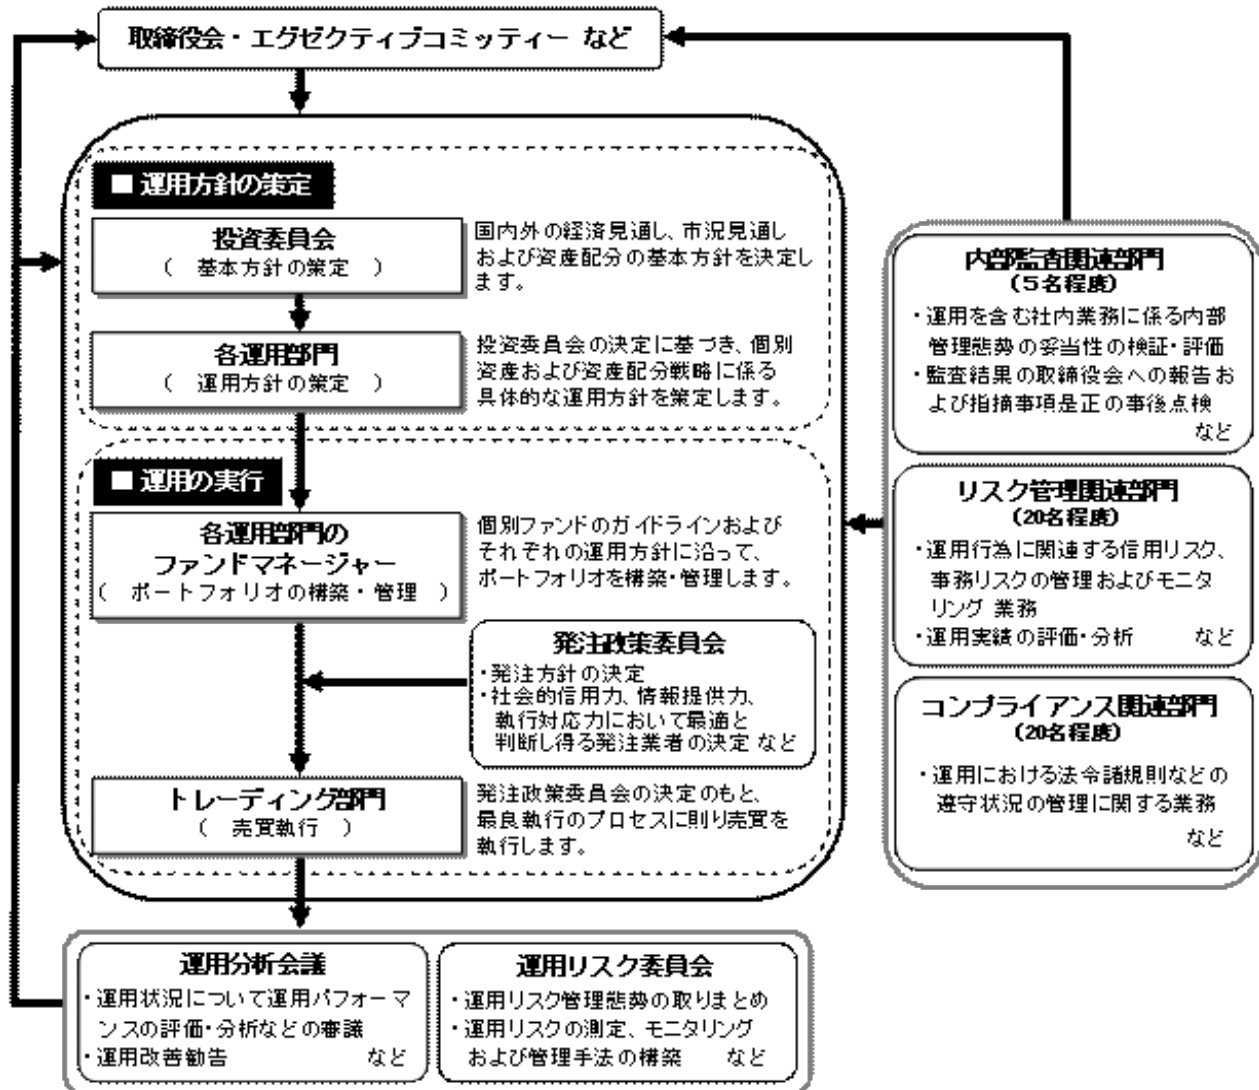 取締役会・エグゼクティブコミッティー など
■ 運用方針の策定
投資委員会
（　基本方針の策定　）
国内外の経済見通し、市況見通し
および資産配分の基本方針を決定し
ます。
各運用部門
（　運用方針の策定　）
投資委員会の決定に基づき、個別
資産および資産配分戦略に係る
具体的な運用方針を策定します。
■ 運用の実行
各運用部門の
ファンドマネージャー
（　ポートフォリオの構築・管理　）
個別ファンドのガイドラインおよび
それぞれの運用方針に沿って、
ポートフォリオを構築・管理します。
発注政策委員会
・発注方針の決定
・社会的信用力、情報提供力、
執行対応力において最適と
判断し得る発注業者の決定 など
トレーディング部門
（　売買執行　）
発注政策委員会の決定のもと、
最良執行のプロセスに則り売買を
執行します。
運用分析会議
・運用状況について運用パフォーマ
ンスの評価・分析などの審議
・運用改善勧告　など
運用リスク委員会
・運用リスク管理態勢の取りまとめ
・運用リスクの測定、モニタリング
および管理手法の構築　など
内部監査関連部門
（５名程度）
・運用を含む社内業務に係る内部
管理態勢の妥当性の検証・評価
・監査結果の取締役会への報告お
よび指摘事項是正の事後点検
など
リスク管理関連部門
（20名程度）
・運用行為に関連する信用リスク、
事務リスクの管理およびモニタ
リング 業務
・運用実績の評価・分析　など
コンプライアンス関連部門
（20名程度）
・運用における法令諸規則などの
遵守状況の管理に関する業務
など